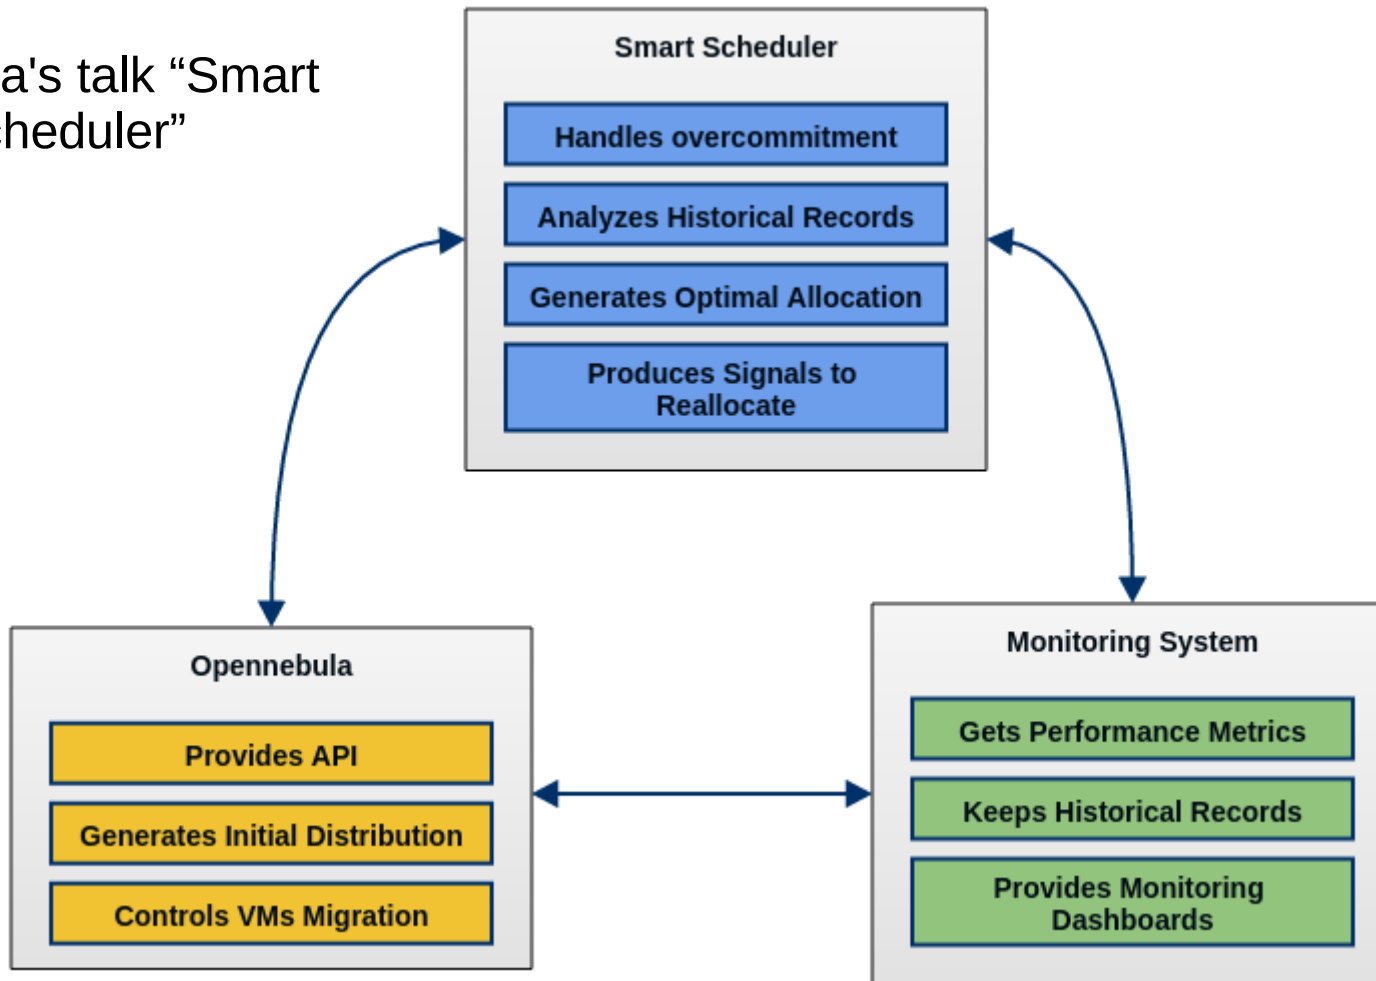 a's talk “Smart
cheduler”
Smart Scheduler
Handles overcommitment
Analyzes Historical Records
Generates Optimal Allocation
Produces Signals to
Reallocate
Opennebula
Provides API
Generates Initial Distribution
Controls VMs Migration
Monitoring System
Gets Performance Metrics
Keeps Historical Records
Provides Monitoring
Dashboards